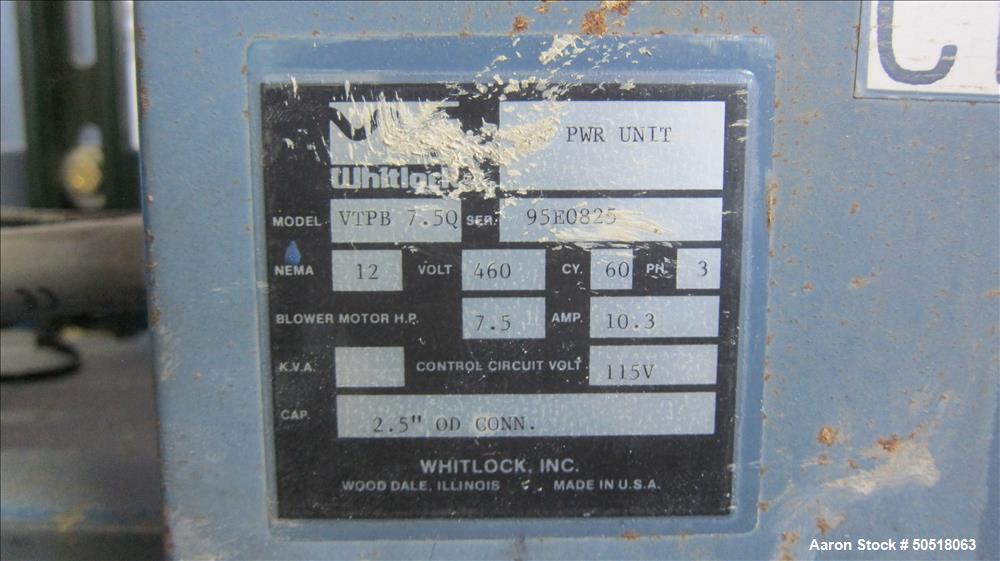 PWR UNIT
Whitlock
MODEL VTPB 7.5Q SER. 95E0825
NEMA 12 VOLT 460 CY. 60 PH. 3
BLOWER MOTOR H.P. 7.5 AMP. 10.3
K.V.A. CONTROL CIRCUIT VOLT 115V
CAP. 2.5" OD CONN.
WHITLOCK, INC.
WOOD DALE, ILLINOIS MADE IN U.S.A.
Aaron Stock # 50518063